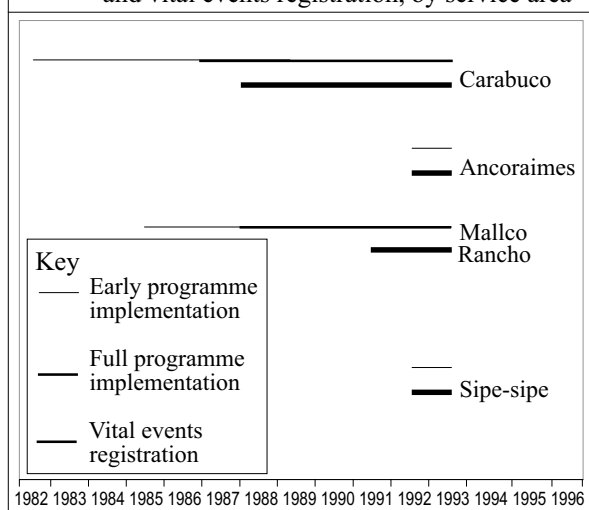 and vital events registration, by service area
Carabuco
Ancoraimes
Mallco
Rancho
Key
Early programme
implementation
Full programme
implementation
Vital events
registration
Sipe-sipe
1982 1983 1984 1985 1986 1987 1988 1989 1990 1991 1992 1993 1994 1995 1996